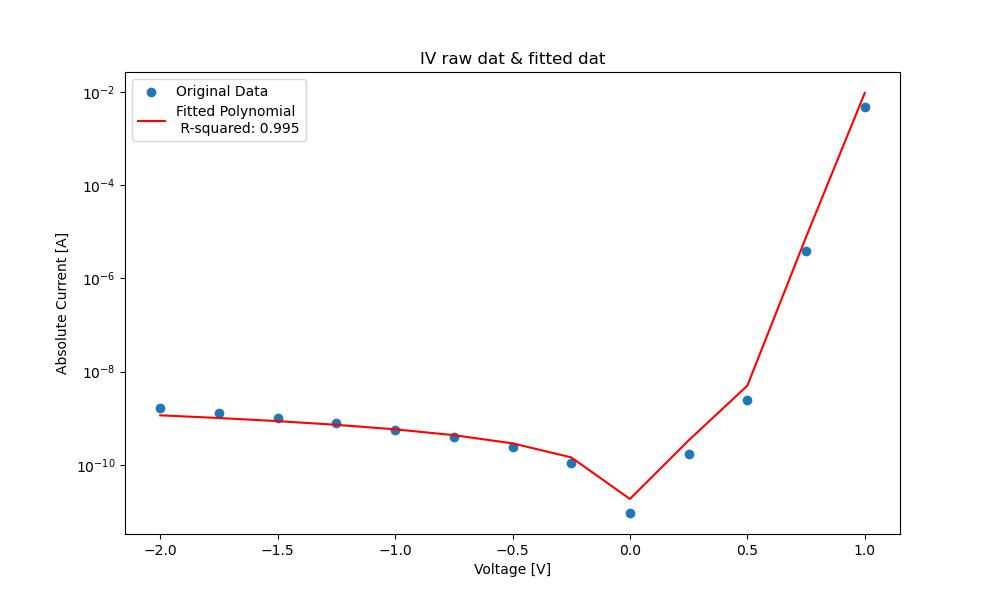 IV raw dat & fitted dat
Original Data
Fitted Polynomial
R-squared: 0.995
10⁻²
10⁻⁴
10⁻⁶
10⁻⁸
10⁻¹⁰
Absolute Current [A]
−2.0 −1.5 −1.0 −0.5 0.0 0.5 1.0
Voltage [V]